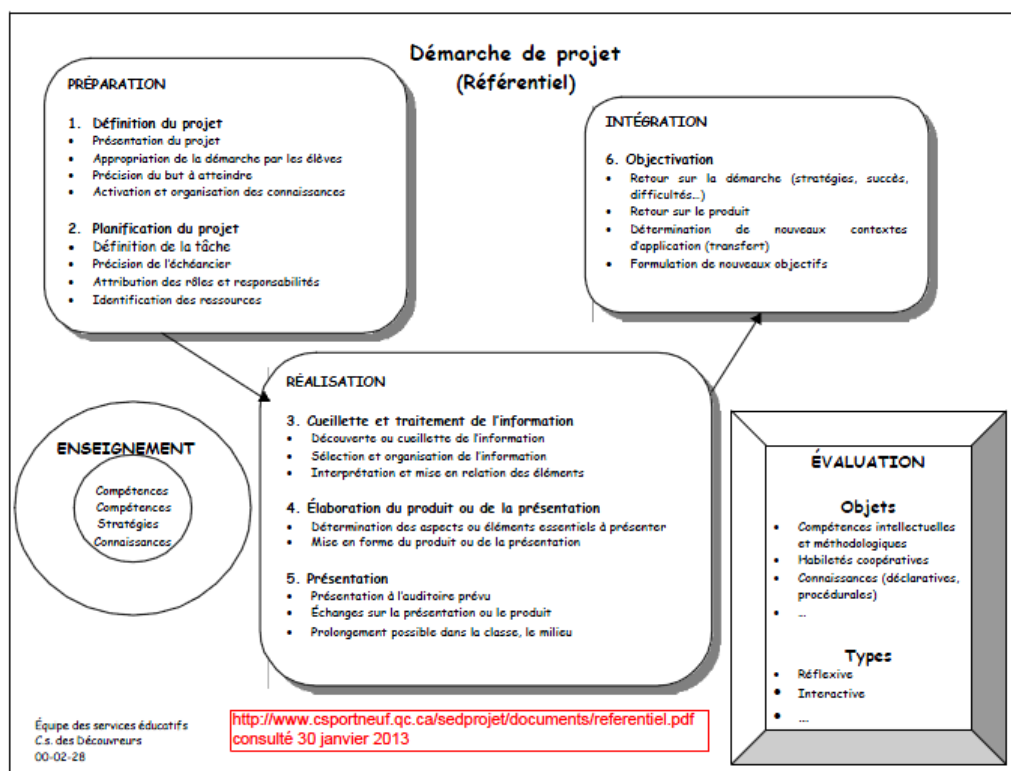 Démarche de projet
(Référentiel)
PRÉPARATION
1. Définition du projet
• Présentation du projet
• Appropriation de la démarche par les élèves
• Précision du but à atteindre
• Activation et organisation des connaissances
2. Planification du projet
• Définition de la tâche
• Précision de l'échéancier
• Attribution des rôles et responsabilités
• Identification des ressources
INTÉGRATION
6. Objectivation
• Retour sur la démarche (stratégies, succès,
difficultés…)
• Retour sur le produit
• Détermination de nouveaux contextes
d'application (transfert)
• Formulation de nouveaux objectifs
RÉALISATION
3. Cueillette et traitement de l'information
• Découverte ou cueillette de l'information
• Sélection et organisation de l'information
• Interprétation et mise en relation des éléments
4. Élaboration du produit ou de la présentation
• Détermination des aspects ou éléments essentiels à présenter
• Mise en forme du produit ou de la présentation
5. Présentation
• Présentation à l'auditoire prévu
• Échanges sur la présentation ou le produit
• Prolongement possible dans la classe, le milieu
ENSEIGNEMENT
Compétences
Compétences
Stratégies
Connaissances
ÉVALUATION
Objets
• Compétences intellectuelles
et méthodologiques
• Habiletés coopératives
• Connaissances (déclaratives,
procédurales)
• …
Types
• Réflexive
• Interactive
• ….
Équipe des services éducatifs
C.s. des Découvreurs
00-02-28
http://www.csportneuf.qc.ca/sedprojet/documents/referentiel.pdf
consulté 30 janvier 2013